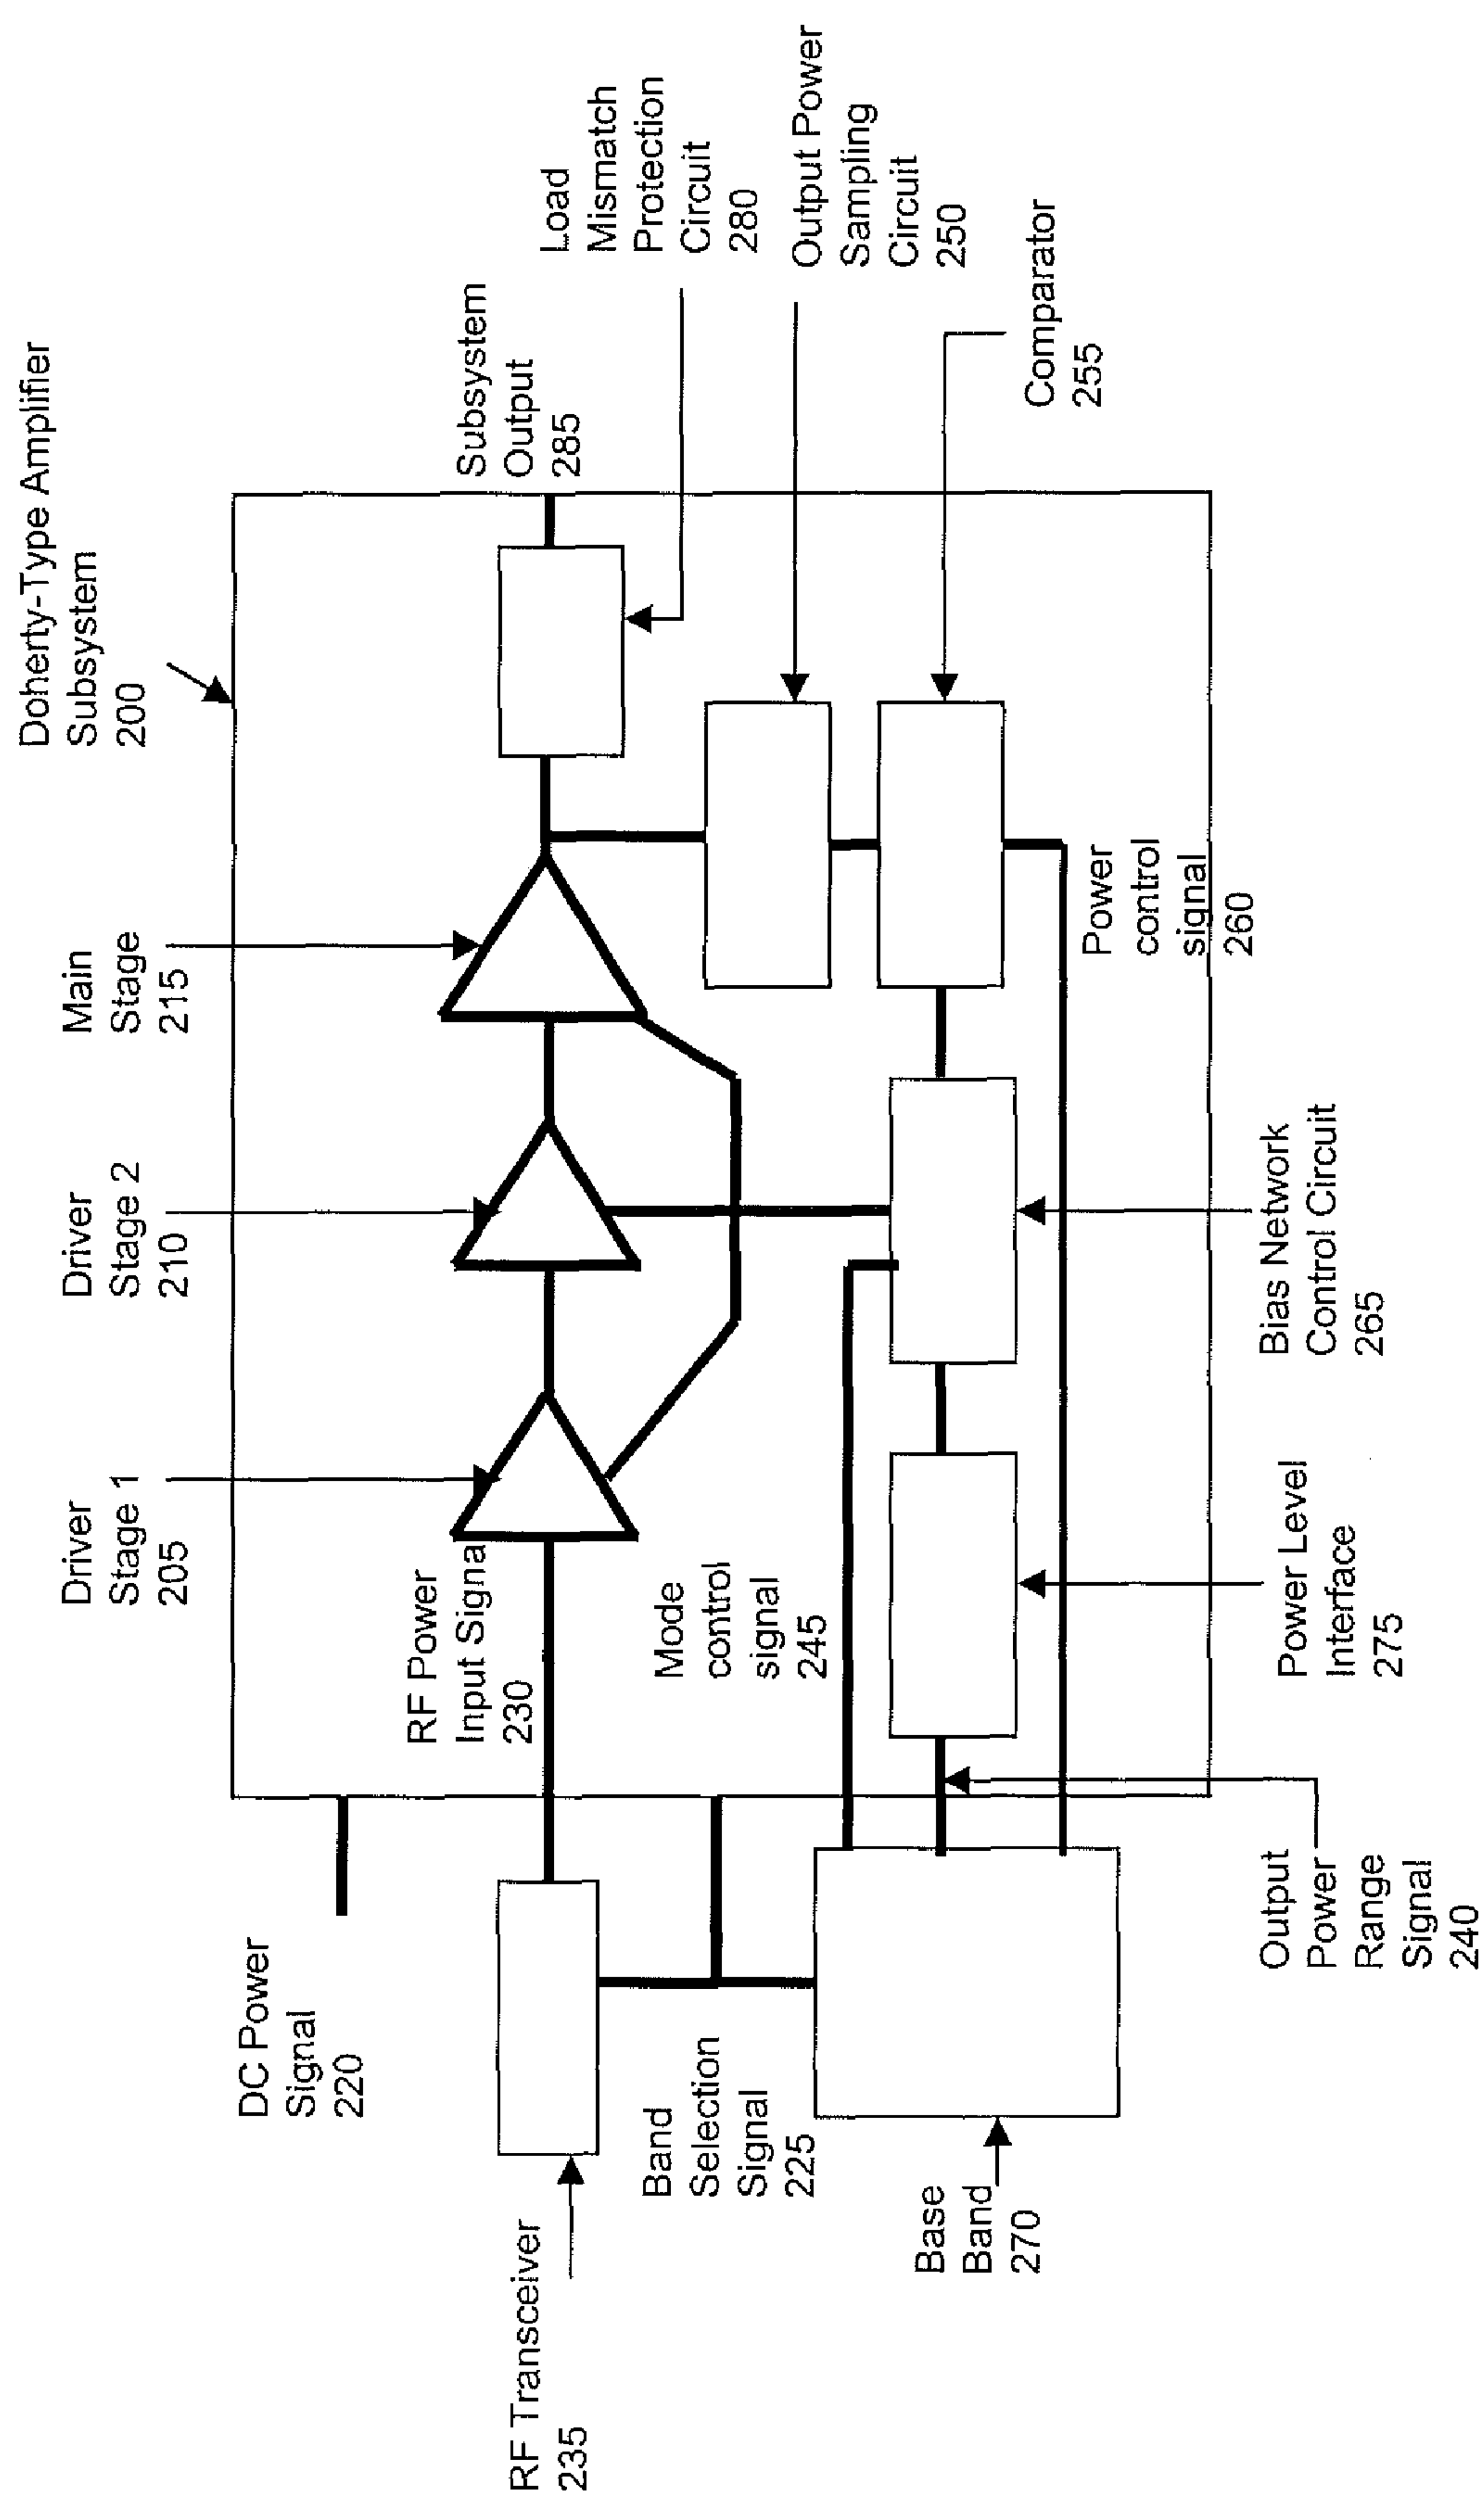 Doherty-Type Amplifier
Subsystem
200
Driver
Stage 1
205
Driver
Stage 2
210
Main
Stage
215
DC Power
Signal
220
RF Power
Input Signal
230
Subsystem
Output
285
Load
Mismatch
Protection
Circuit
280
RF Transceiver
235
Band
Selection
Signal
225
Mode
control
signal
245
Output Power
Sampling
Circuit
250
Comparator
255
Base
Band
270
Power
control
signal
260
Output
Power
Range
Signal
240
Power Level
Interface
275
Bias Network
Control Circuit
265